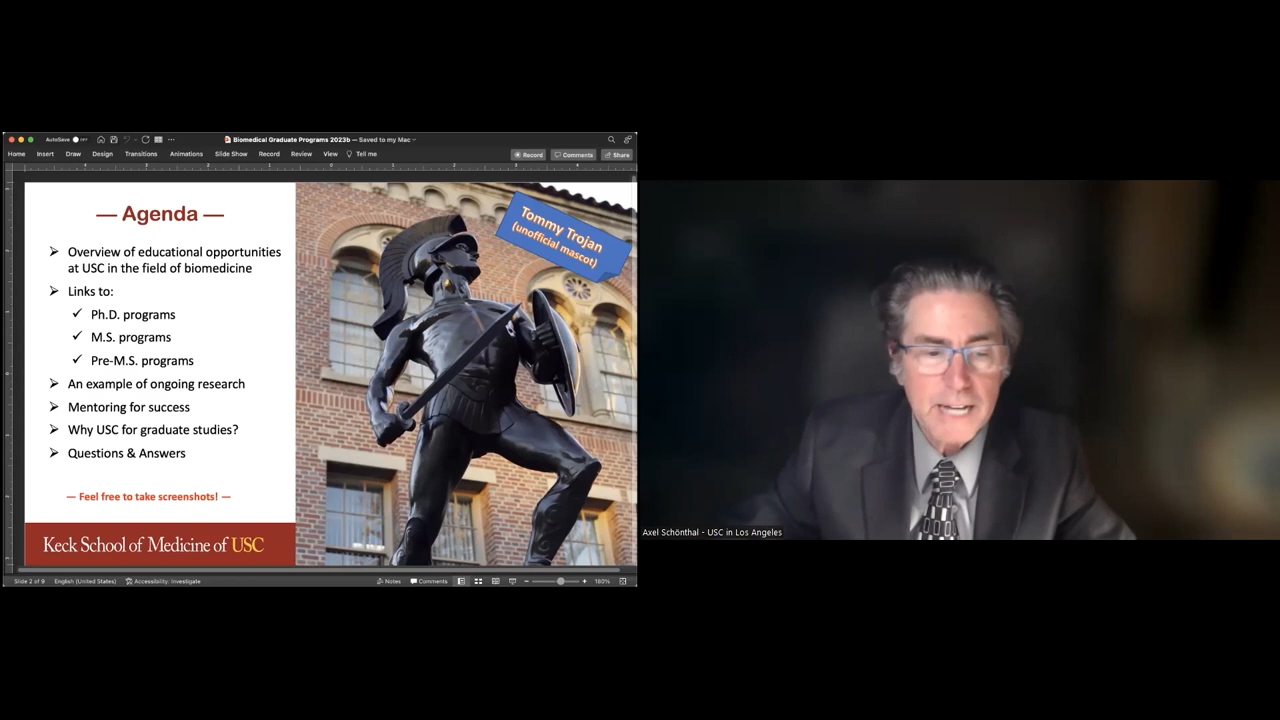 AutoSave
OFF
Biomedical Graduate Programs 2023b — Saved to my Mac
Home Insert Draw Design Transitions Animations Slide Show Record Review View Tell me
Record Comments Share
— Agenda —
Overview of educational opportunities
at USC in the field of biomedicine
Links to:
Ph.D. programs
M.S. programs
Pre-M.S. programs
An example of ongoing research
Mentoring for success
Why USC for graduate studies?
Questions & Answers
— Feel free to take screenshots! —
Keck School of Medicine of USC
Tommy Trojan
(unofficial mascot)
Slide 2 of 9 English (United States) Accessibility: Investigate Notes Comments 180%
Axel Schönthal - USC in Los Angeles